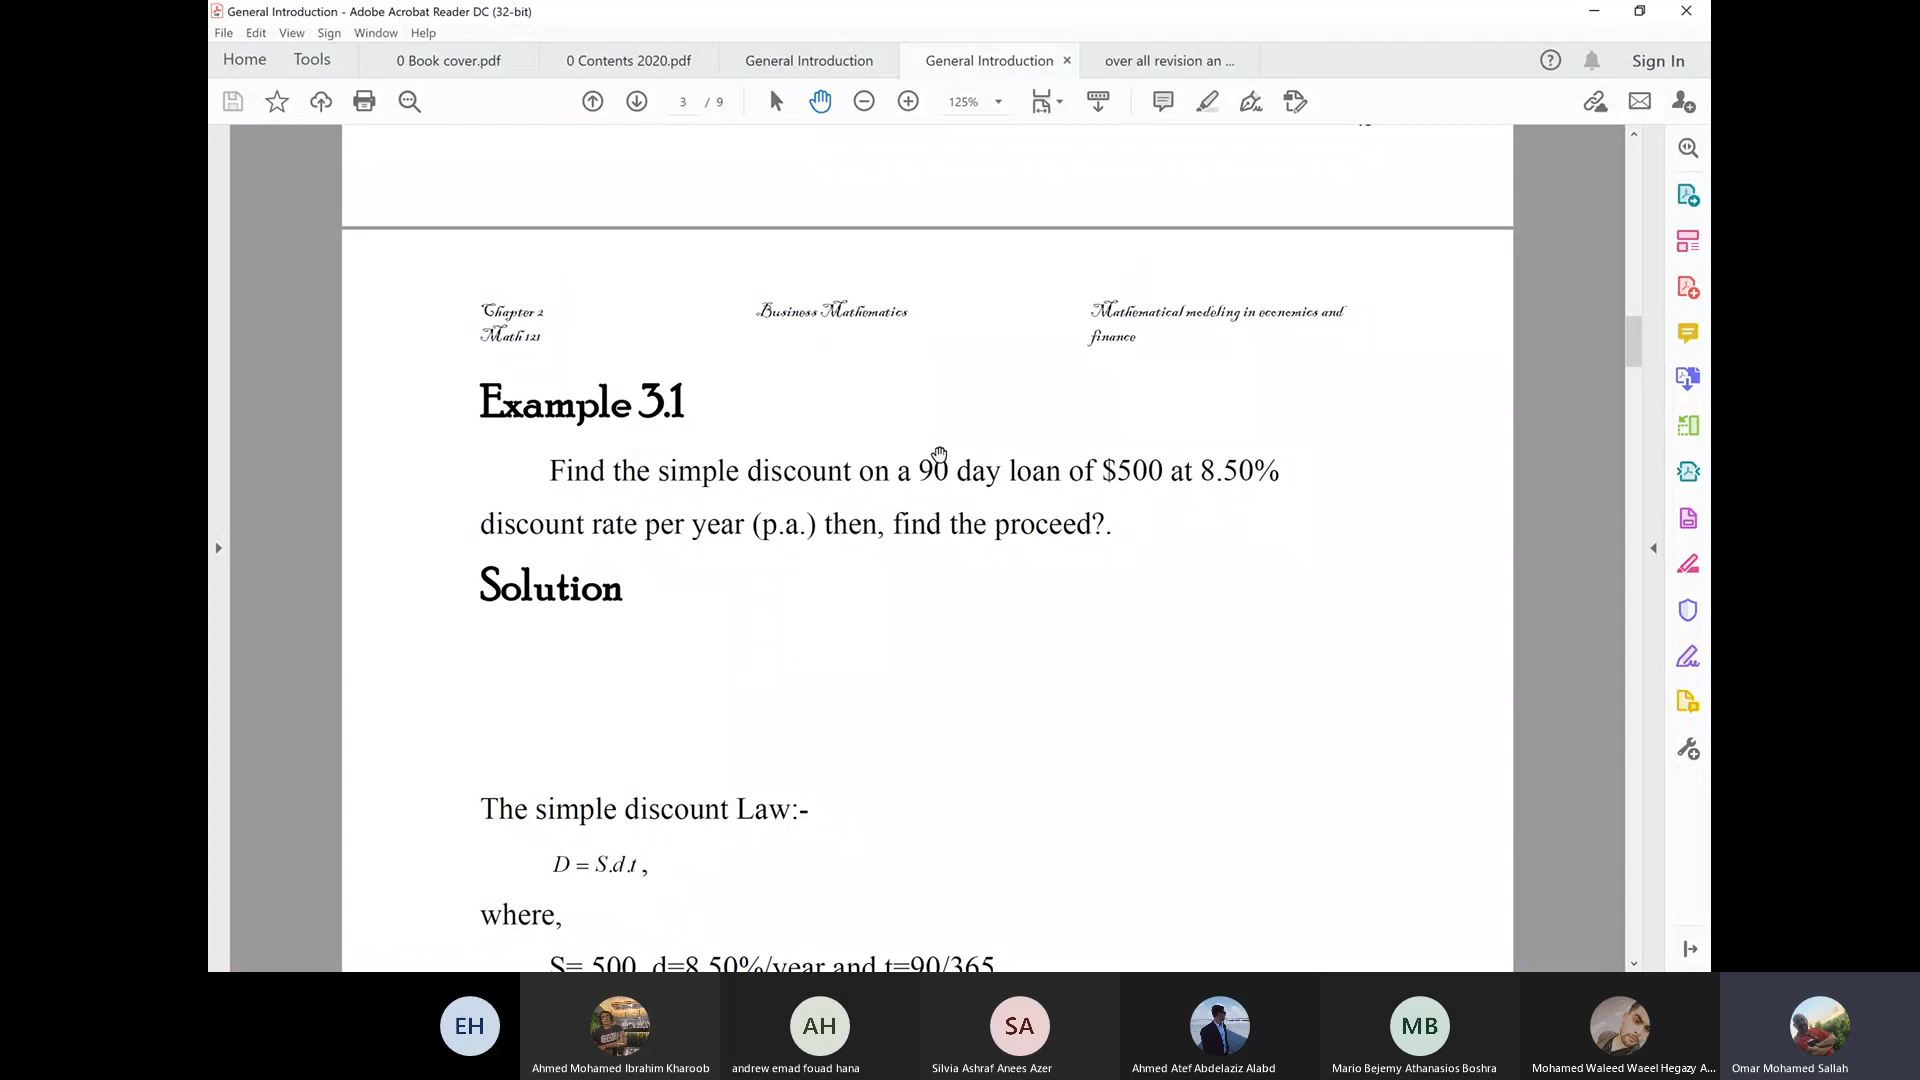 General Introduction - Adobe Acrobat Reader DC (32-bit)
File Edit View Sign Window Help
Home Tools 0 Book cover.pdf 0 Contents 2020.pdf General Introduction General Introduction × over all revision an ... Sign In
3 / 9 125%
Chapter 2 Business Mathematics Mathematical modeling in economics and
Math 121 finance
Example 3.1
Find the simple discount on a 90 day loan of $500 at 8.50%
discount rate per year (p.a.) then, find the proceed?.
Solution
The simple discount Law:-
D = S.d.t ,
where,
S= 500, d=8.50%/year and t=90/365
EH AH SA MB
Ahmed Mohamed Ibrahim Kharoob andrew emad fouad hana Silvia Ashraf Anees Azer Ahmed Atef Abdelaziz Alabd Mario Bejemy Athanasios Boshra Mohamed Waleed Wael Hegazy A... Omar Mohamed Sallah